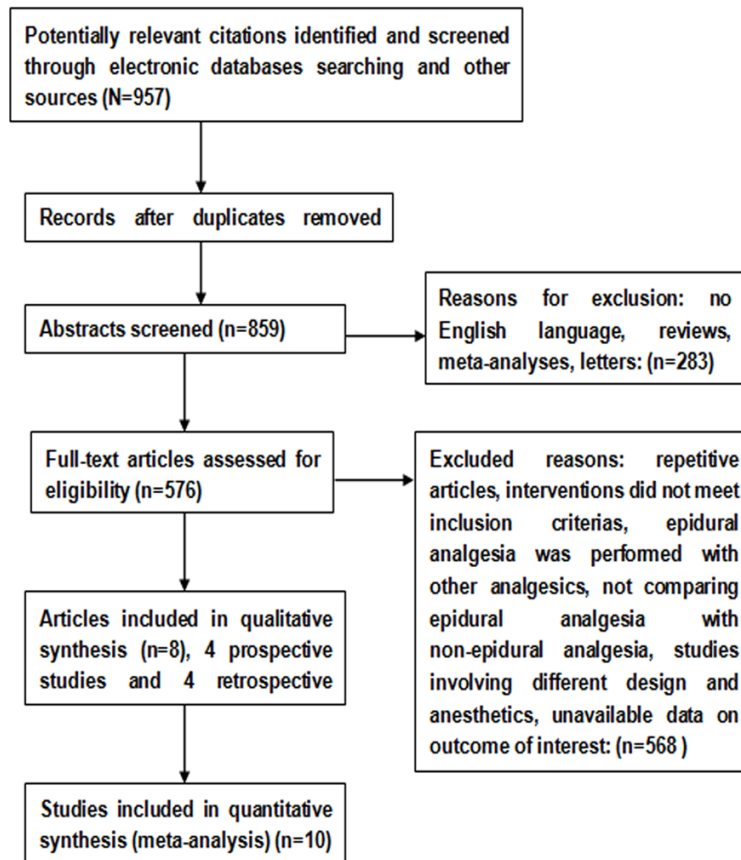 Potentially relevant citations identified and screened
through electronic databases searching and other
sources (N=957)
Records after duplicates removed
Abstracts screened (n=859)
Reasons for exclusion: no
English language, reviews,
meta-analyses, letters: (n=283)
Full-text articles assessed for
eligibility (n=576)
Excluded reasons: repetitive
articles, interventions did not meet
inclusion criterias, epidural
analgesia was performed with
other analgesics, not comparing
epidural analgesia with
non-epidural analgesia, studies
involving different design and
anesthetics, unavailable data on
outcome of interest: (n=568 )
Articles included in qualitative
synthesis (n=8), 4 prospective
studies and 4 retrospective
Studies included in quantitative
synthesis (meta-analysis) (n=10)